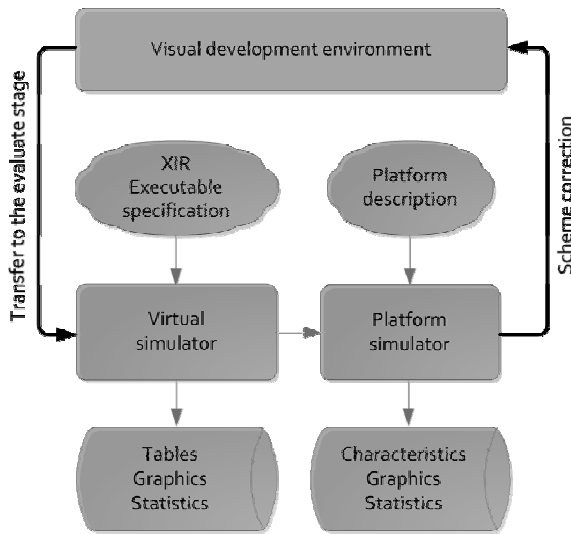 Visual development environment
Transfer to the evaluate stage
XIR
Executable
specification
Platform
description
Scheme correction
Virtual
simulator
Platform
simulator
Tables
Graphics
Statistics
Characteristics
Graphics
Statistics